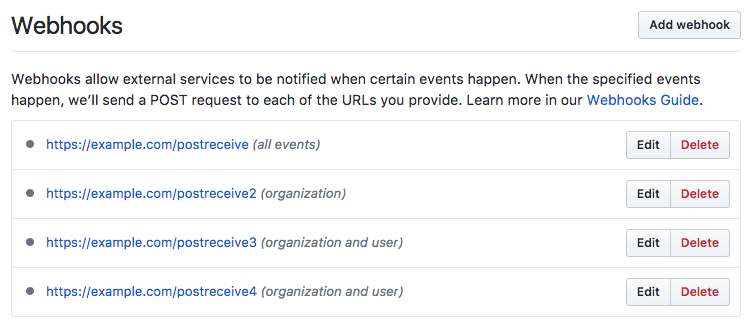 Webhooks
Add webhook
Webhooks allow external services to be notified when certain events happen. When the specified events
happen, we’ll send a POST request to each of the URLs you provide. Learn more in our Webhooks Guide.
https://example.com/postreceive (all events) Edit Delete
https://example.com/postreceive2 (organization) Edit Delete
https://example.com/postreceive3 (organization and user) Edit Delete
https://example.com/postreceive4 (organization and user) Edit Delete